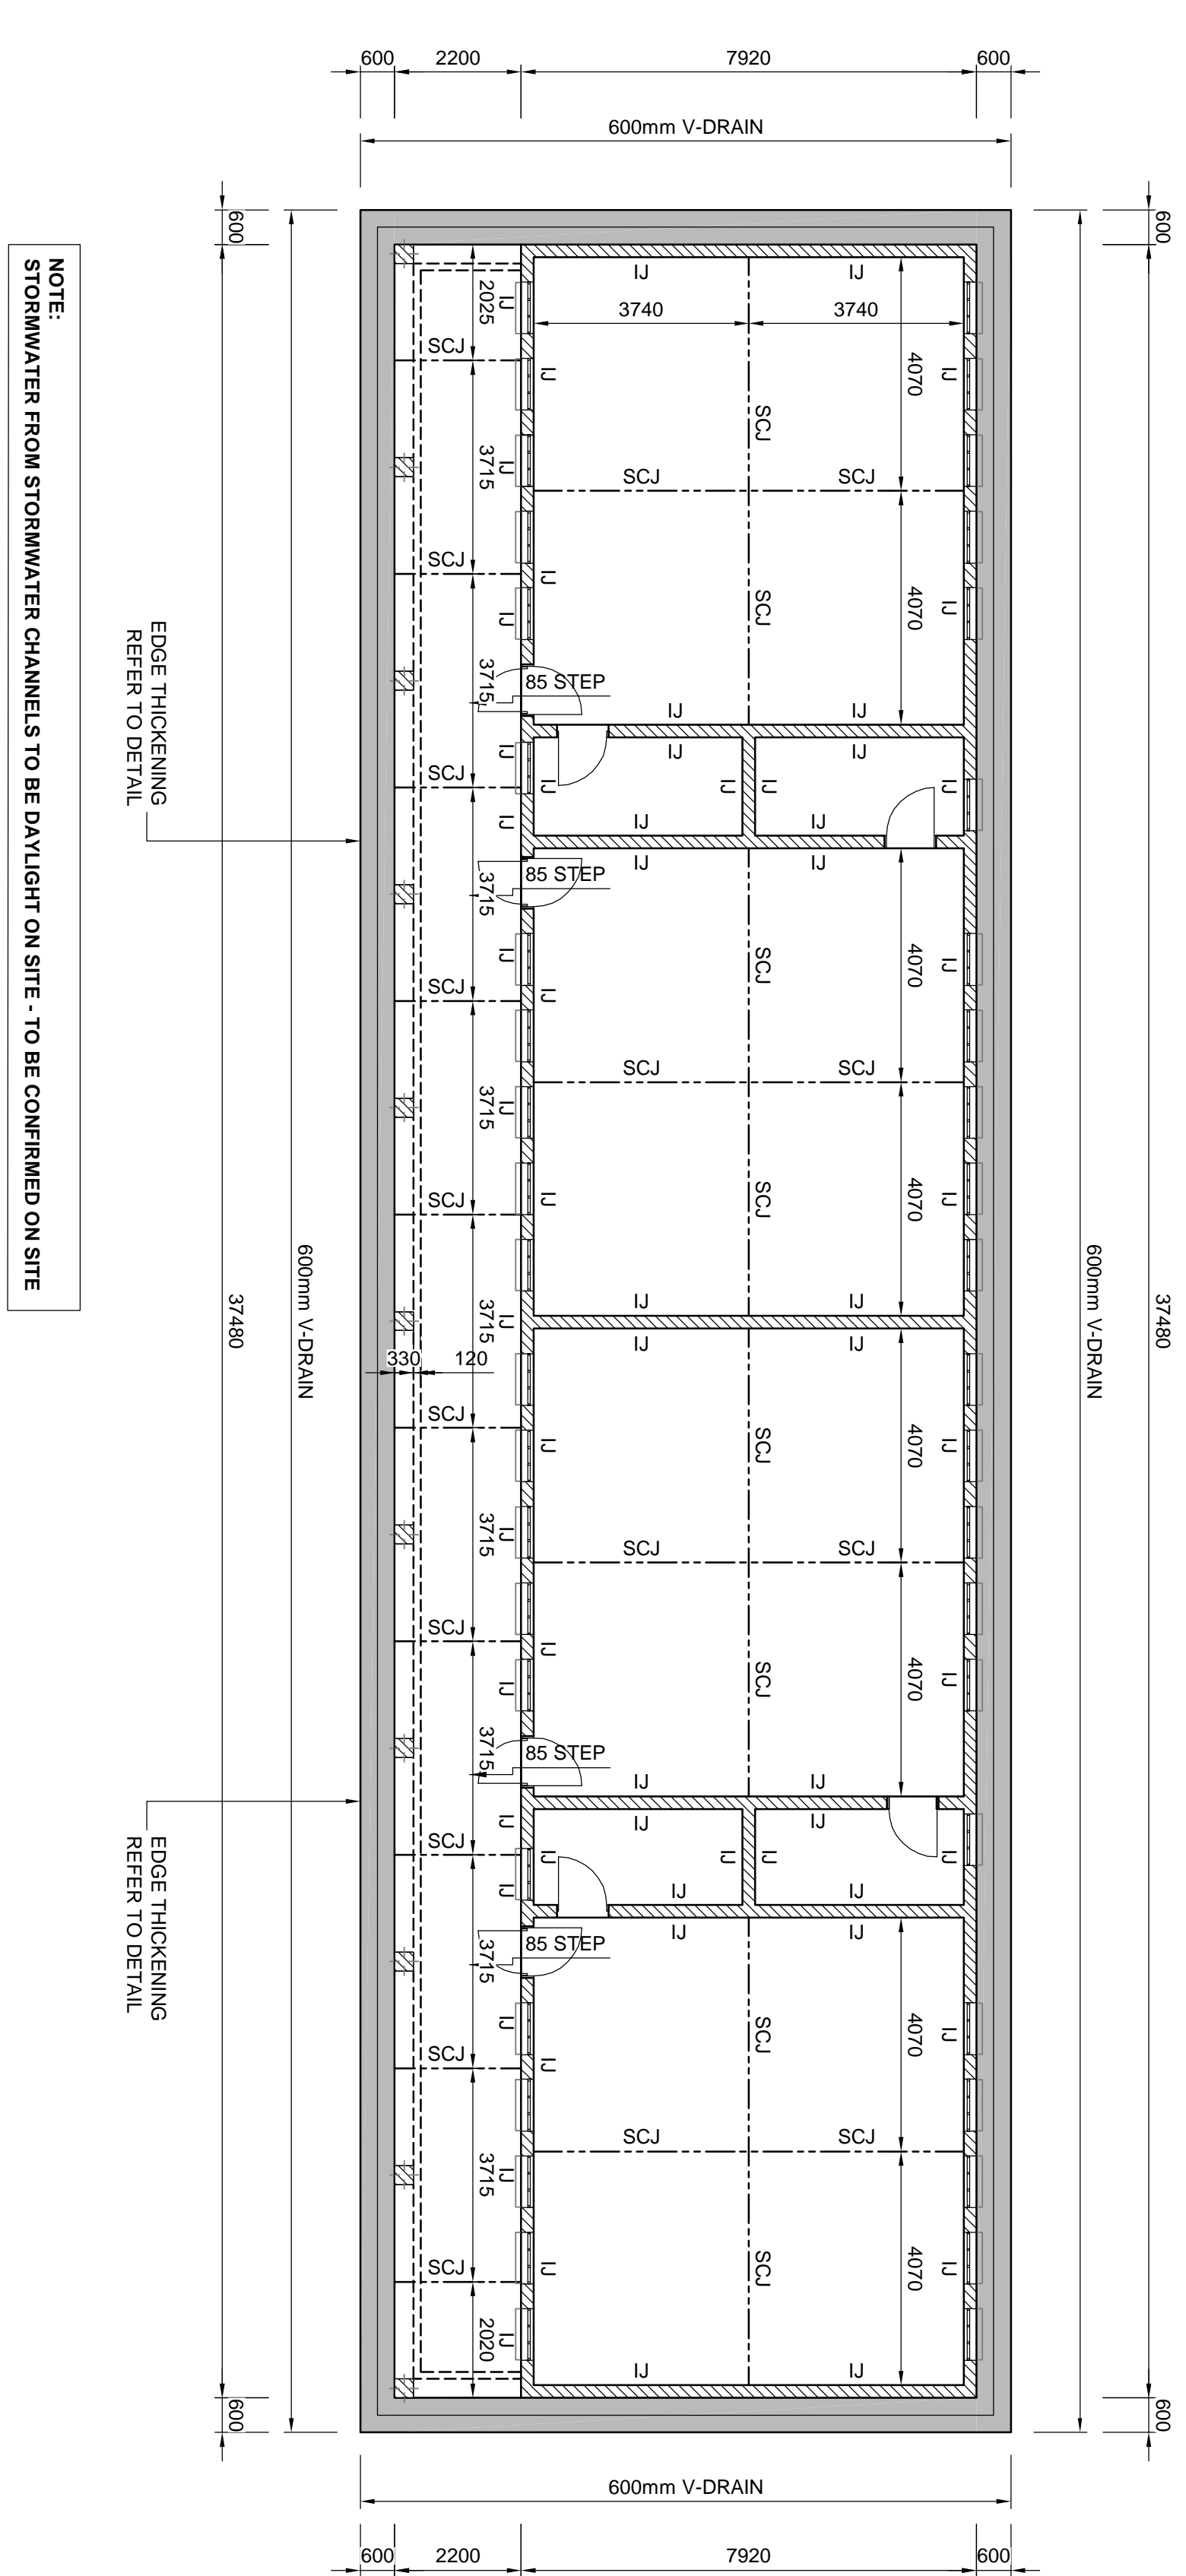 600 2200 7920 600
600mm V-DRAIN
600
600
IJ IJ
2025 IJ
3740 3740
SCJ
IJ 4070 IJ
SCJ
3715 IJ
SCJ SCJ
SCJ
IJ
IJ SCJ 4070 IJ
3715 85 STEP
IJ IJ
IJ IJ IJ
SCJ
IJ IJ IJ
IJ IJ IJ
IJ IJ
3715 85 STEP
IJ SCJ 4070 IJ
SCJ IJ
SCJ SCJ
3715 IJ
SCJ IJ SCJ 4070 IJ
IJ IJ
3715 IJ
IJ IJ
330 120
SCJ IJ SCJ 4070 IJ
3715 IJ
SCJ SCJ
SCJ IJ
IJ SCJ 4070 IJ
3715 85 STEP
IJ IJ
IJ IJ IJ
SCJ IJ IJ IJ IJ
IJ IJ IJ
IJ IJ
3715 85 STEP
IJ SCJ 4070 IJ
SCJ IJ
SCJ SCJ
3715 IJ
SCJ IJ SCJ 4070 IJ
2020 IJ
IJ IJ
600
600
600mm V-DRAIN
600 2200 7920 600
37480
600mm V-DRAIN
600mm V-DRAIN
37480
EDGE THICKENING
REFER TO DETAIL
EDGE THICKENING
REFER TO DETAIL
NOTE:
STORMWATER FROM STORMWATER CHANNELS TO BE DAYLIGHT ON SITE - TO BE CONFIRMED ON SITE